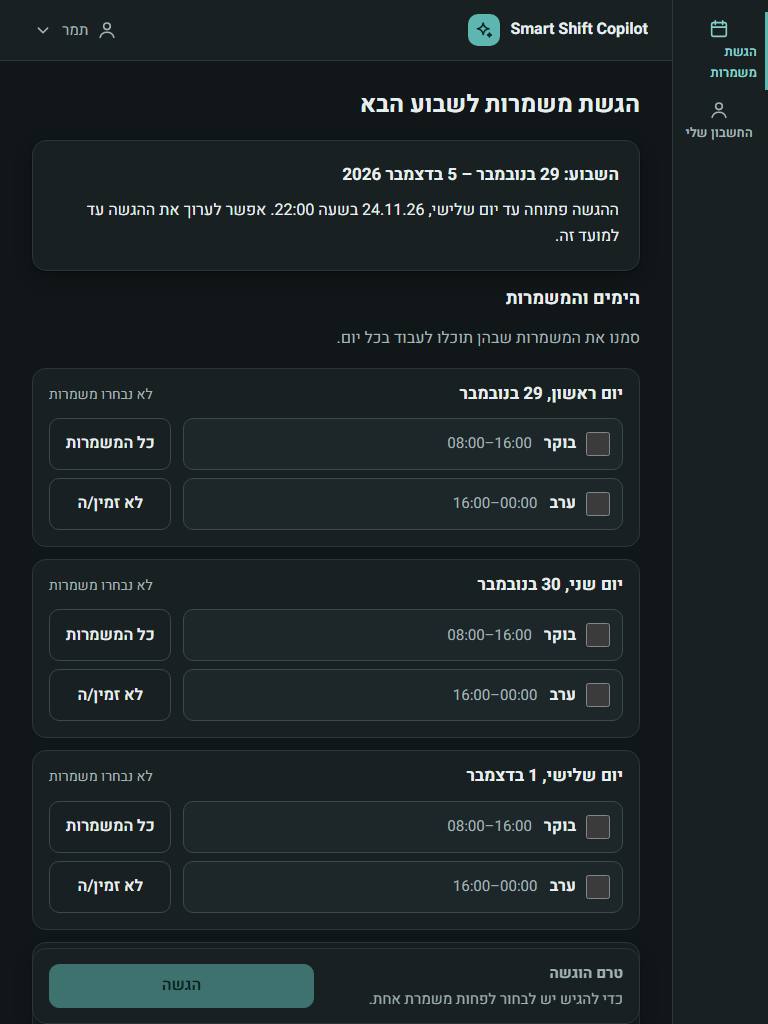 Smart Shift Copilot
תמר
הגשת
משמרות
החשבון שלי
הגשת משמרות לשבוע הבא
השבוע: 29 בנובמבר – 5 בדצמבר 2026
ההגשה פתוחה עד יום שלישי, 24.11.26 בשעה 22:00. אפשר לערוך את ההגשה עד
למועד זה.
הימים והמשמרות
סמנו את המשמרות שבהן תוכלו לעבוד בכל יום.
יום ראשון, 29 בנובמבר
לא נבחרו משמרות
בוקר 08:00–16:00
כל המשמרות
ערב 16:00–00:00
לא זמין/ה
יום שני, 30 בנובמבר
לא נבחרו משמרות
בוקר 08:00–16:00
כל המשמרות
ערב 16:00–00:00
לא זמין/ה
יום שלישי, 1 בדצמבר
לא נבחרו משמרות
בוקר 08:00–16:00
כל המשמרות
ערב 16:00–00:00
לא זמין/ה
טרם הוגשה
כדי להגיש יש לבחור לפחות משמרת אחת.
הגשה